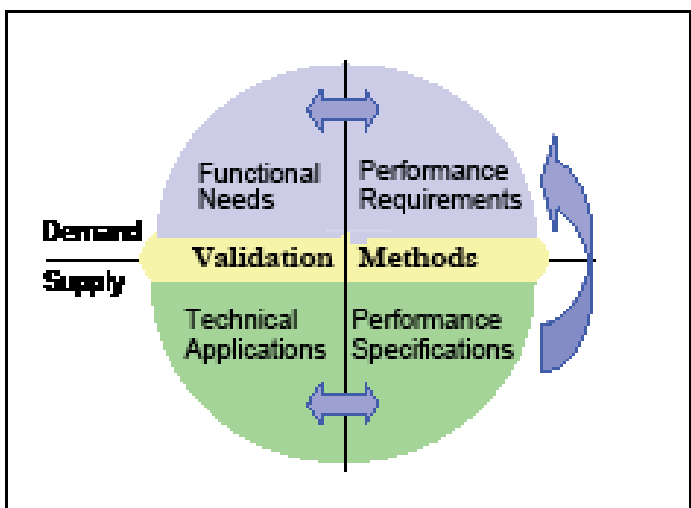 Functional
Needs
Performance
Requirements
Demand
Validation Methods
Supply
Technical
Applications
Performance
Specifications